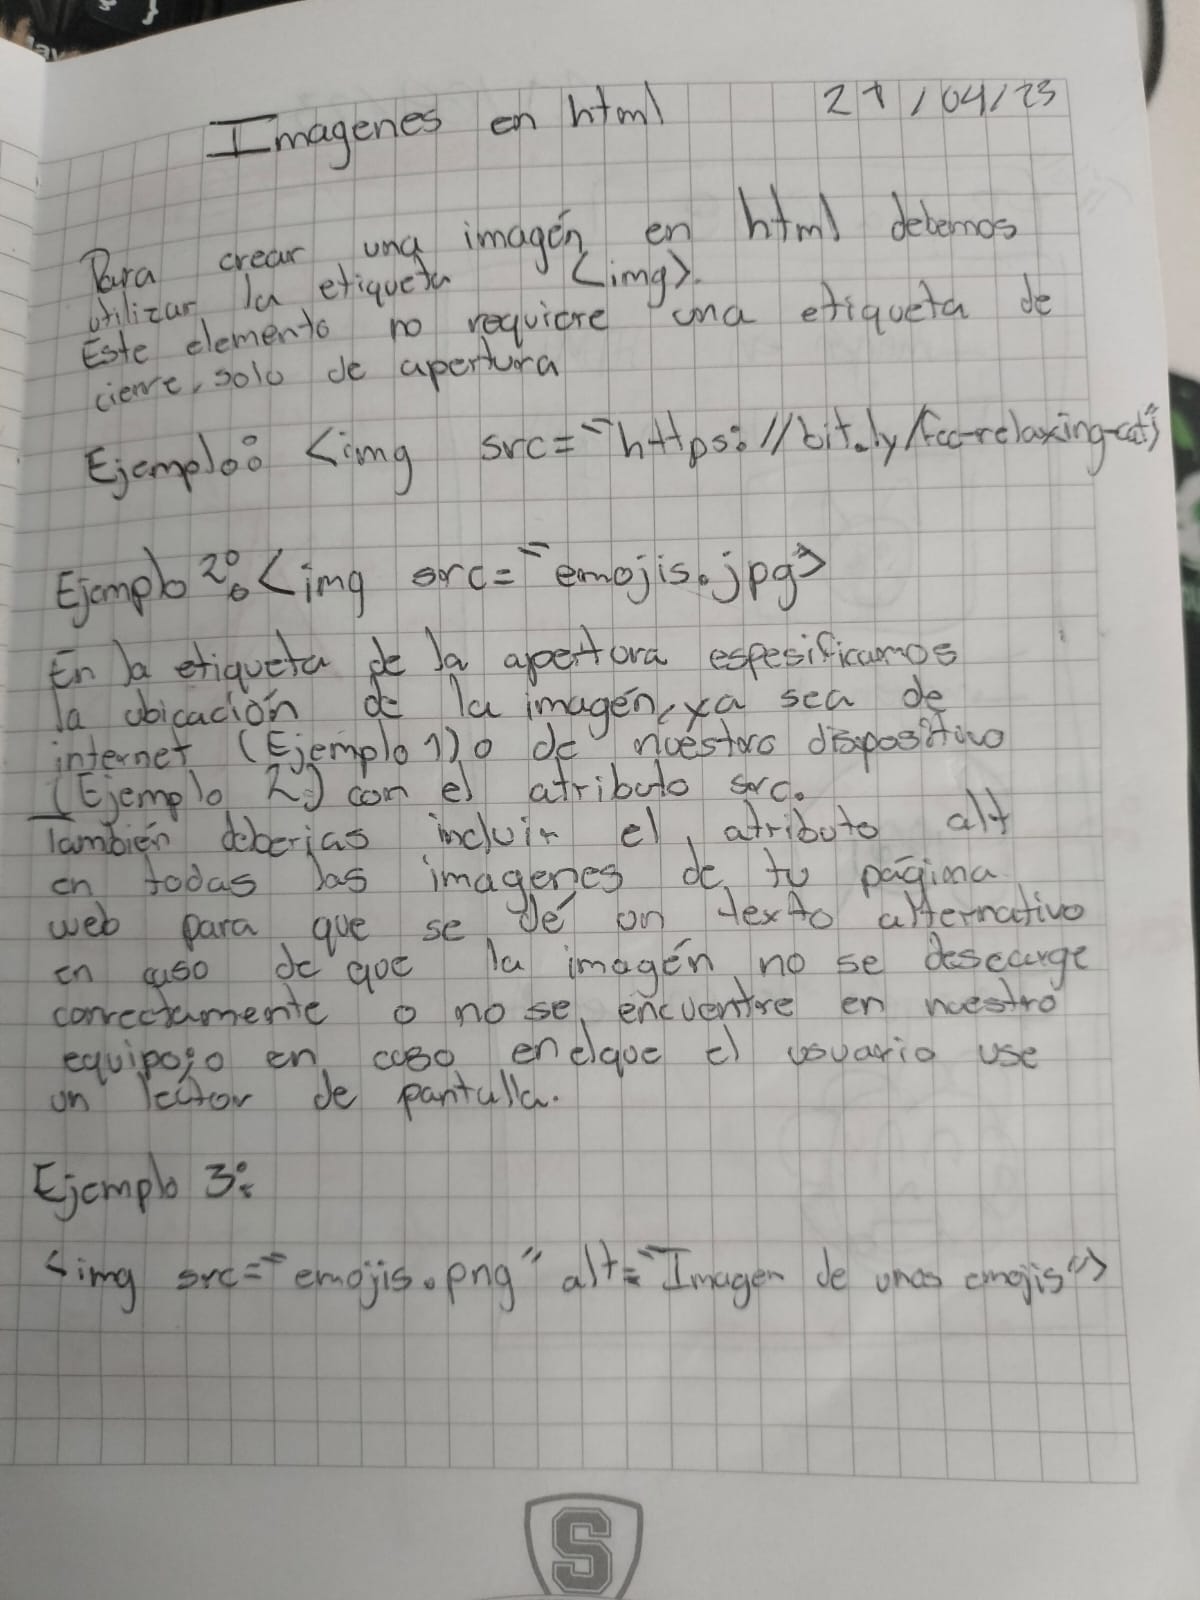 Imagenes en html 27/04/23
Para crear una imagén en html debemos
utilizar la etiqueta <img>.
Este elemento no requiere una etiqueta de
cierre, solo de apertura
Ejemplo: <img src="https://bit.ly/fcc-relaxing-cat">
Ejemplo 2: <img src="emojis.jpg>
En la etiqueta de la apertura espesificamos
la ubicación de la imagén, ya sea de
internet (Ejemplo 1) o de nuestro dispositivo
(Ejemplo 2) con el atributo src.
También deberias incluir el atributo alt
en todas las imagenes de tu página
web para que se dé un texto alternativo
en caso de que la imagén no se descarge
correctamente o no se encuentre en nuestro
equipo; o en caso en elque el usuario use
un lector de pantalla.
Ejemplo 3:
<img src="emojis.png" alt="Imagen de unos emojis">
S